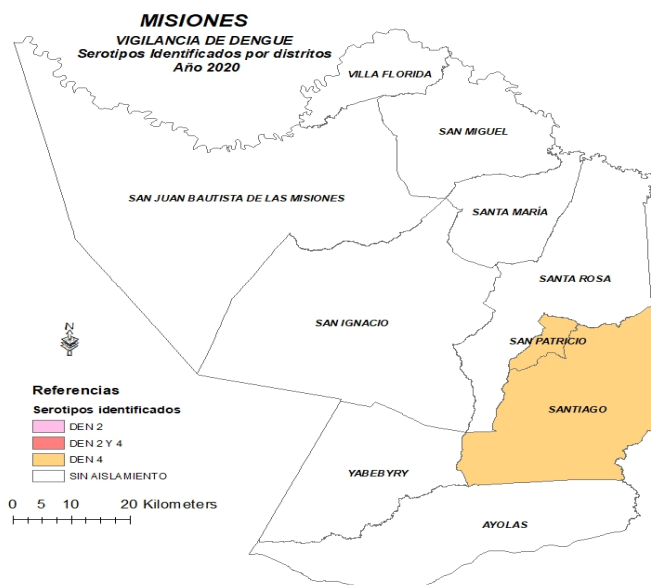 MISIONES
VIGILANCIA DE DENGUE
Serotipos Identificados por distritos
Año 2020
VILLA FLORIDA
SAN MIGUEL
SAN JUAN BAUTISTA DE LAS MISIONES
SANTA MARÍA
SANTA ROSA
SAN IGNACIO
SAN PATRICIO
SANTIAGO
YABEBYRY
AYOLAS
N
Referencias
Serotipos identificados
DEN 2
DEN 2 Y 4
DEN 4
SIN AISLAMIENTO
0 5 10 20 Kilometers